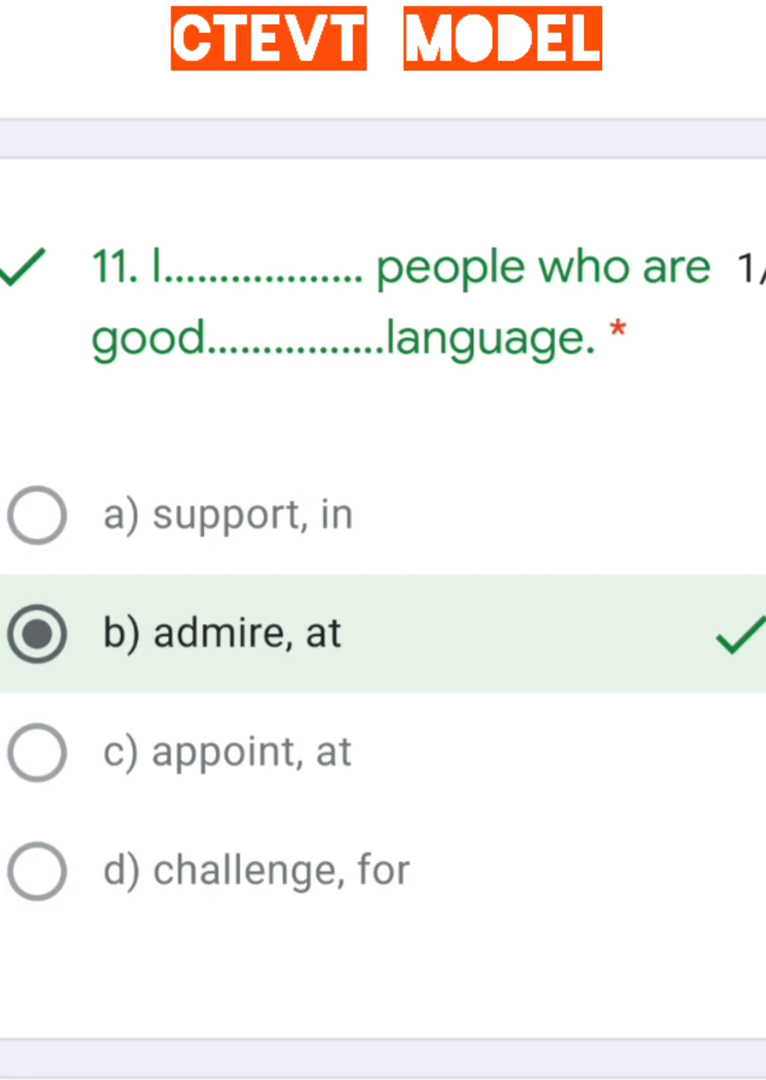 CTEVT MODEL
11. I.................. people who are 1/
good................language. *
a) support, in
b) admire, at
c) appoint, at
d) challenge, for